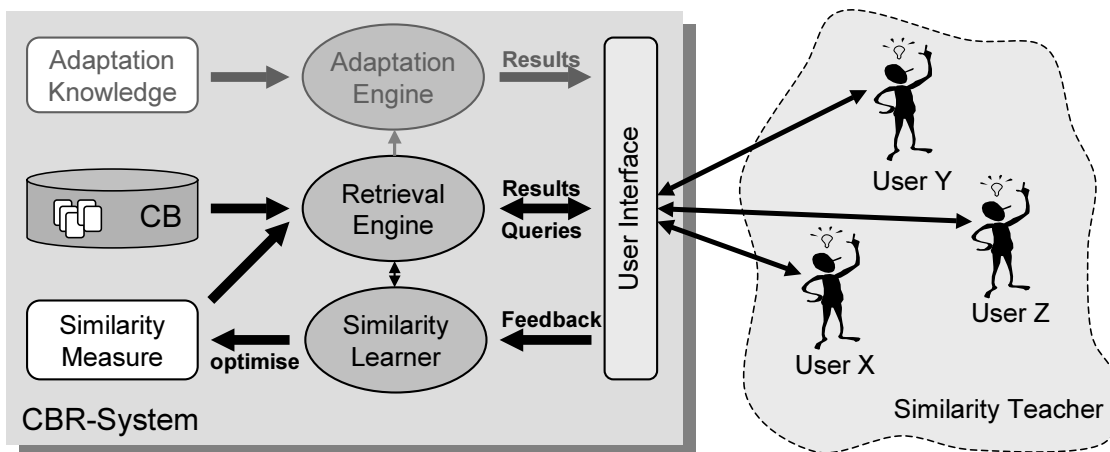 Adaptation
Knowledge
Adaptation
Engine
Results
CB
Retrieval
Engine
Results
Queries
User Interface
Similarity
Measure
optimise
Similarity
Learner
Feedback
CBR-System
User Y
User Z
User X
Similarity Teacher